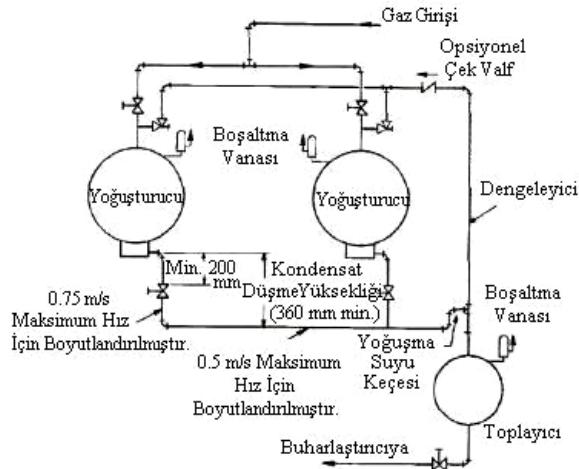 Gaz Girişi
Opsiyonel
Çek Valf
Boşaltma
Vanası
Yoğuşturucu
Yoğuşturucu
Dengeleyici
Min. 200
mm
Kondensat
DüşmeYüksekliği
(360 mm min.)
0.75 m/s
Maksimum Hız
İçin Boyutlandırılmıştır.
Boşaltma
Vanası
Yoğuşma
Suyu
Keçesi
0.5 m/s Maksimum
Hız İçin
Boyutlandırılmıştır.
Toplayıcı
Buharlaştırıcıya